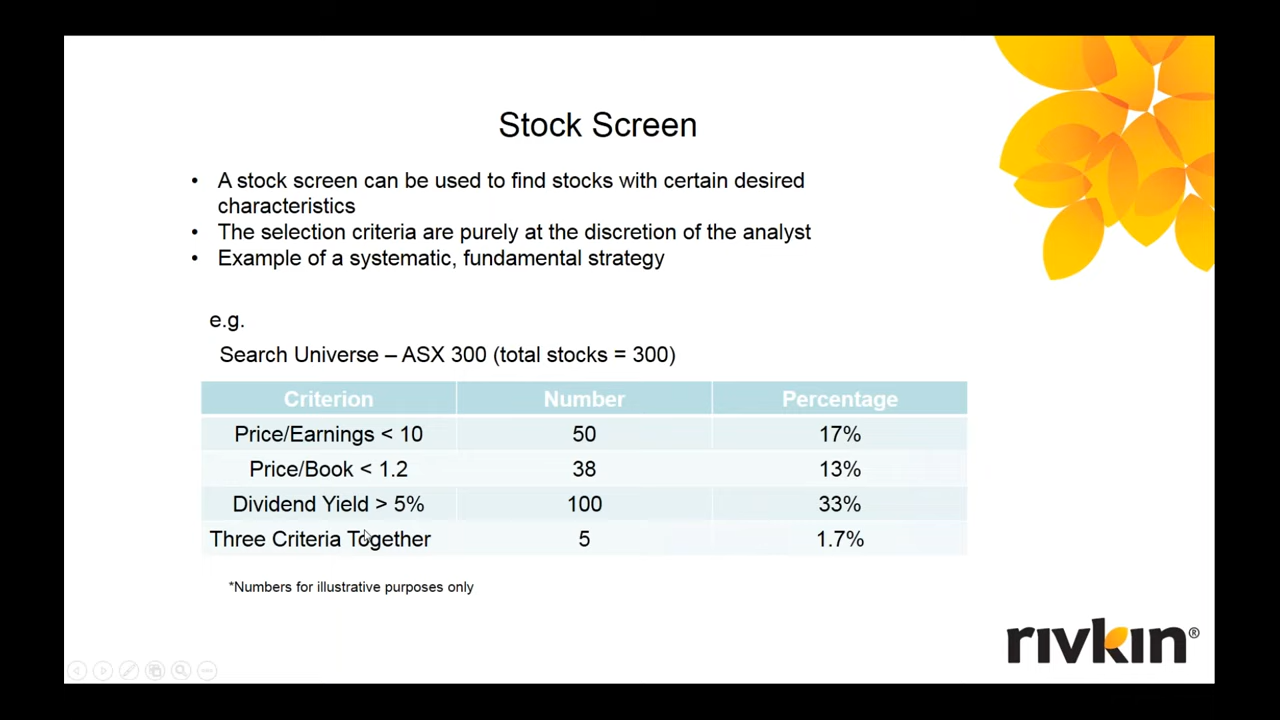 Stock Screen
• A stock screen can be used to find stocks with certain desired
characteristics
• The selection criteria are purely at the discretion of the analyst
• Example of a systematic, fundamental strategy
e.g.
Search Universe – ASX 300 (total stocks = 300)
Criterion Number Percentage
Price/Earnings < 10 50 17%
Price/Book < 1.2 38 13%
Dividend Yield > 5% 100 33%
Three Criteria Together 5 1.7%
*Numbers for illustrative purposes only
rivkin®